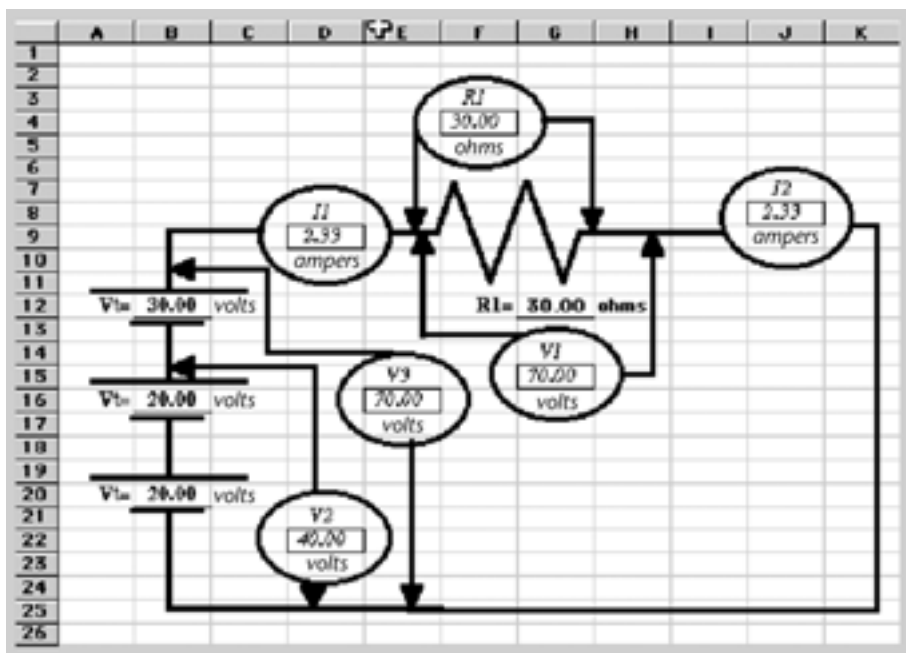 A B C D E F G H I J K
1
2
3
4
5
6
7
8
9
10
11
12
13
14
15
16
17
18
19
20
21
22
23
24
25
26
R1
30.00
ohms
I1
2.33
ampers
I2
2.33
ampers
Vt= 30.00 volts
R1= 30.00 ohms
V1
70.00
volts
V3
70.00
volts
Vt= 20.00 volts
Vt= 20.00 volts
V2
40.00
volts